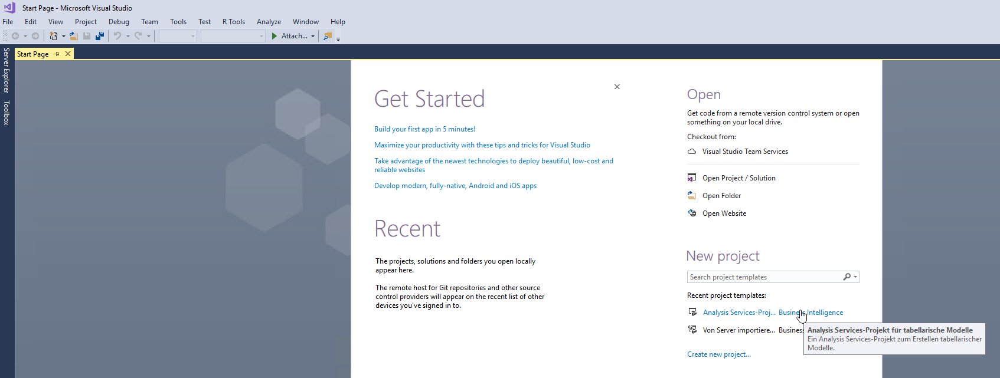 Start Page - Microsoft Visual Studio
File Edit View Project Debug Team Tools Test R Tools Analyze Window Help
Attach...
Server Explorer
Toolbox
Start Page
Get Started
Build your first app in 5 minutes!
Maximize your productivity with these tips and tricks for Visual Studio
Take advantage of the newest technologies to deploy beautiful, low-cost and
reliable websites
Develop modern, fully-native, Android and iOS apps
Recent
The projects, solutions and folders you open locally
appear here.
The remote host for Git repositories and other source
control providers will appear on the recent list of other
devices you've signed in to.
Open
Get code from a remote version control system or open
something on your local drive.
Checkout from:
Visual Studio Team Services
Open Project / Solution
Open Folder
Open Website
New project
Search project templates
Recent project templates:
Analysis Services-Proj... Business Intelligence
Von Server importiere... Business
Analysis Services-Projekt für tabellarische Modelle
Ein Analysis Services-Projekt zum Erstellen tabellarischer
Modelle.
Create new project...